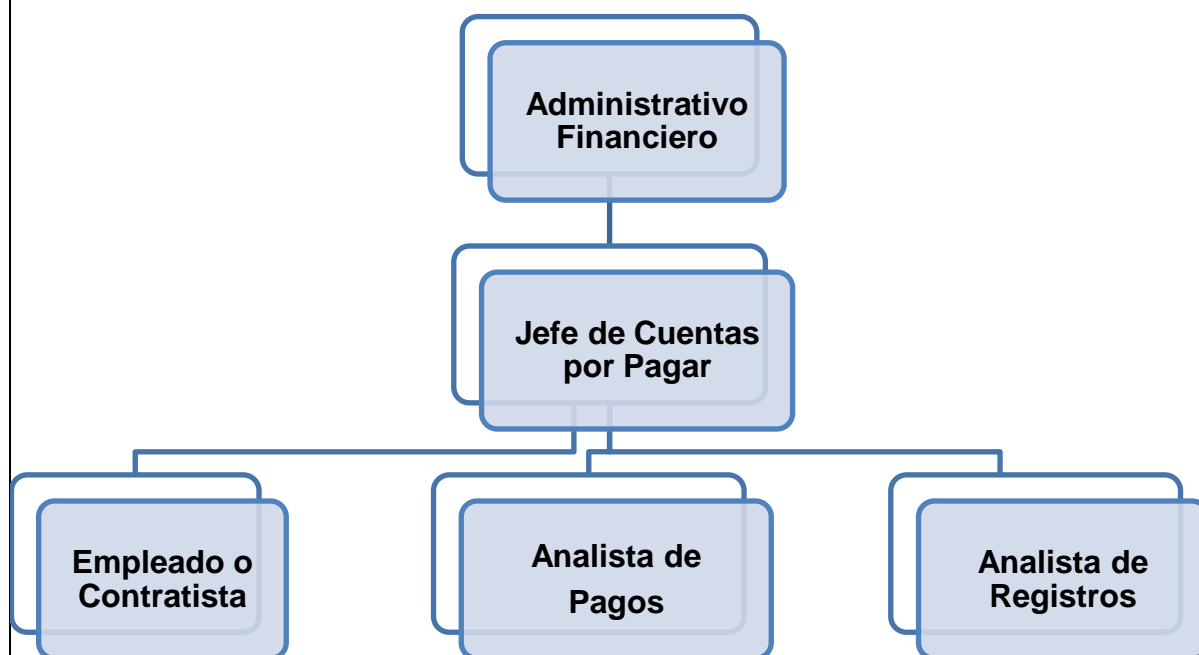 Administrativo
Financiero
Jefe de Cuentas
por Pagar
Empleado o
Contratista
Analista de
Pagos
Analista de
Registros